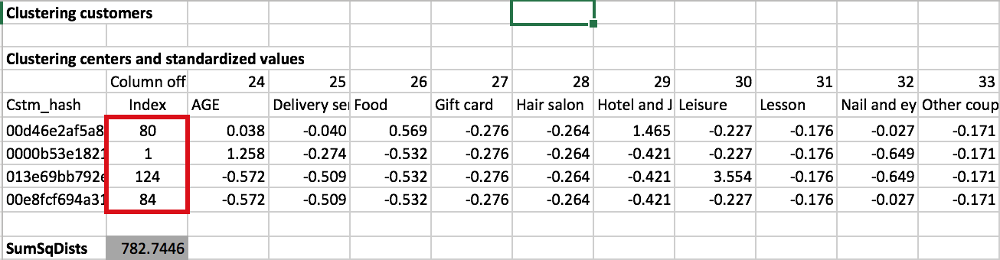 Clustering customers
Clustering centers and standardized values
Column off 24 25 26 27 28 29 30 31 32 33
Cstm_hash Index AGE Delivery ser Food Gift card Hair salon Hotel and J Leisure Lesson Nail and ey Other coup
00d46e2af5a8 80 0.038 -0.040 0.569 -0.276 -0.264 1.465 -0.227 -0.176 -0.027 -0.171
0000b53e1821 1 1.258 -0.274 -0.532 -0.276 -0.264 -0.421 -0.227 -0.176 -0.649 -0.171
013e69bb792e 124 -0.572 -0.509 -0.532 -0.276 -0.264 -0.421 3.554 -0.176 -0.649 -0.171
00e8fcf694a31 84 -0.572 -0.509 -0.532 -0.276 -0.264 -0.421 -0.227 -0.176 -0.027 -0.171
SumSqDists 782.7446